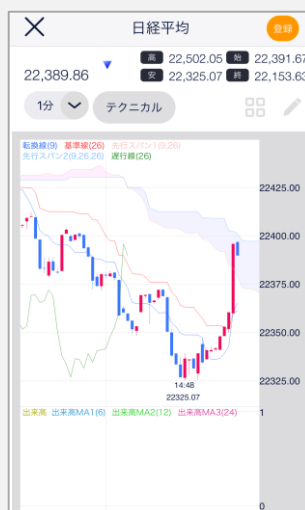 日経平均
登録
高 22,502.05 始 22,391.67
22,389.86 ▼
安 22,325.07 終 22,153.63
1分 テクニカル
転換線(9) 基準線(26) 先行スパン1(9,26)
先行スパン2(9,26,26) 遅行線(26)
22425.00
22400.00
22375.00
22350.00
22325.00
14:48
22325.07
出来高 出来高MA1(6) 出来高MA2(12) 出来高MA3(24)
1
0